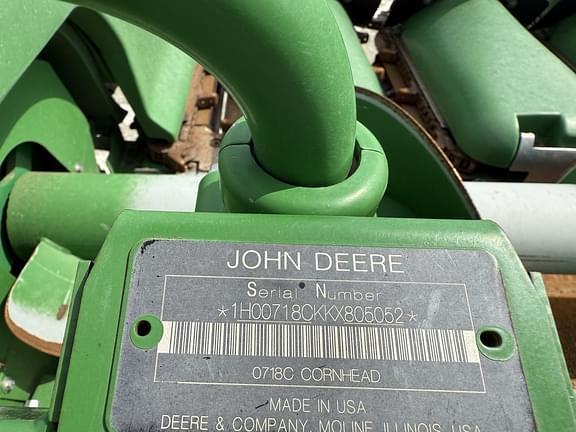 JOHN DEERE
Serial Number
*1H00718CKKX805052*
0718C CORNHEAD
MADE IN USA
DEERE & COMPANY, MOLINE, ILLINOIS, USA